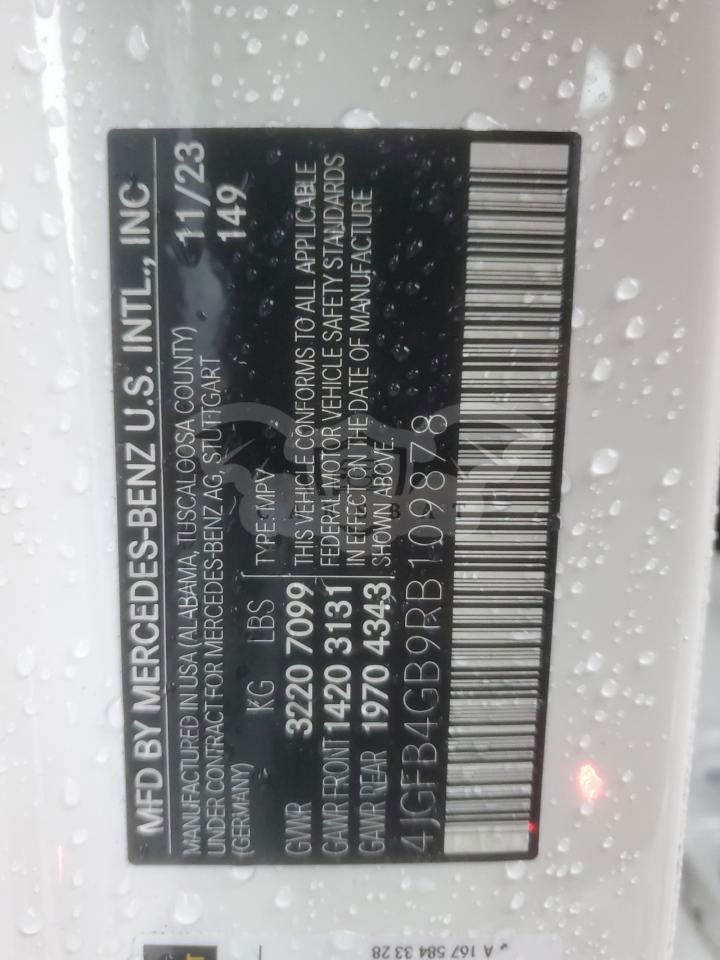 MFD BY MERCEDES-BENZ U.S. INTL., INC
MANUFACTURED IN USA (ALABAMA, TUSCALOOSA COUNTY) 11/23
UNDER CONTRACT FOR MERCEDES-BENZ AG, STUTTGART 149
(GERMANY)
KG LBS TYPE: MPV
GVWR 3220 7099 THIS VEHICLE CONFORMS TO ALL APPLICABLE
GAWR FRONT 1420 3131 FEDERAL MOTOR VEHICLE SAFETY STANDARDS
IN EFFECT ON THE DATE OF MANUFACTURE
GAWR REAR 1970 4343 SHOWN ABOVE.
4JGFB4GB9RB109878
A 167 584 33 28